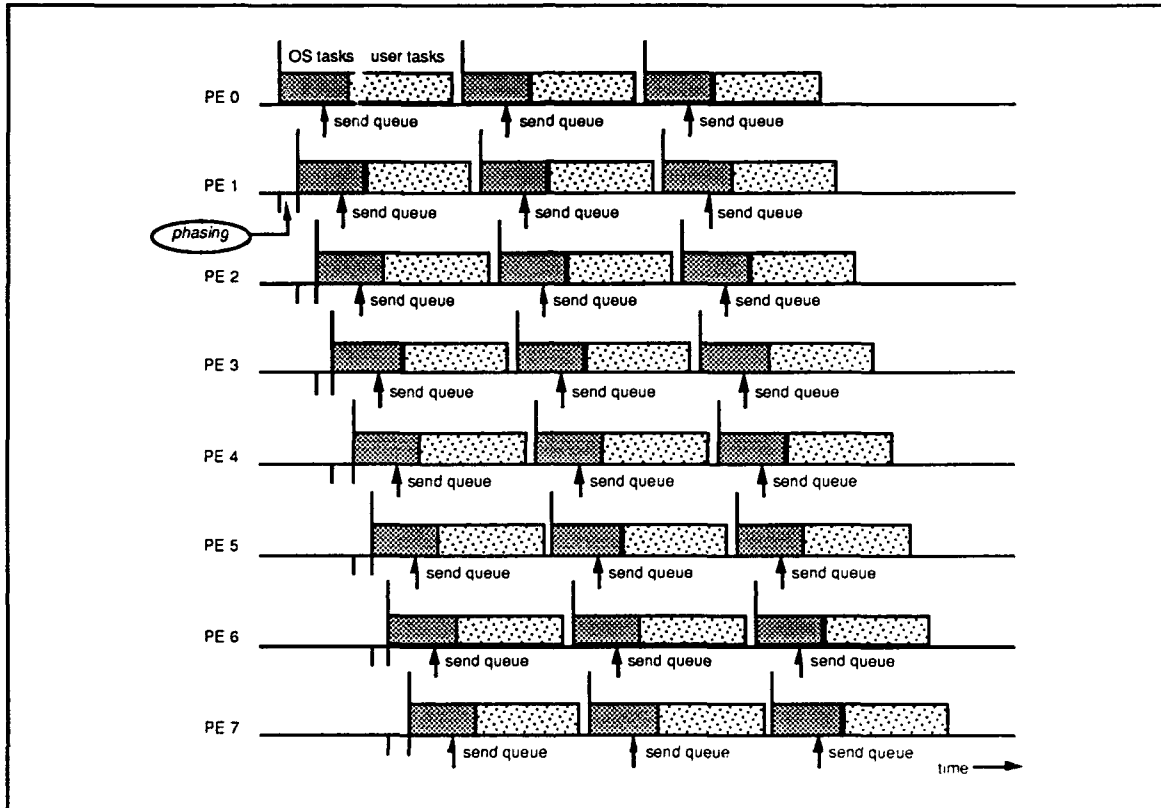 OS tasks user tasks
PE 0
send queue send queue send queue
PE 1
send queue send queue send queue
phasing
PE 2
send queue send queue send queue
PE 3
send queue send queue send queue
PE 4
send queue send queue send queue
PE 5
send queue send queue send queue
PE 6
send queue send queue send queue
PE 7
send queue send queue send queue
time